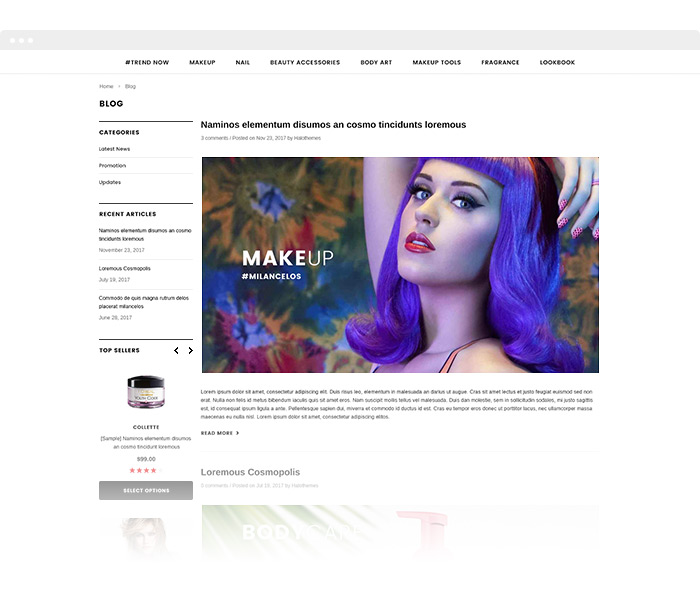 #TREND NOW MAKEUP NAIL BEAUTY ACCESSORIES BODY ART MAKEUP TOOLS FRAGRANCE LOOKBOOK
Home › Blog
BLOG
CATEGORIES
Latest News
Promotion
Updates
RECENT ARTICLES
Naminos elementum disumos an cosmo
tincidunts loremous
November 23, 2017
Loremous Cosmopolis
July 19, 2017
Commodo de quis magna rutrum delos
placerat milancelos
June 28, 2017
TOP SELLERS
COLLETTE
[Sample] Naminos elementum disumos
an cosmo tincidunt loremous
$99.00
SELECT OPTIONS
Naminos elementum disumos an cosmo tincidunts loremous
3 comments / Posted on Nov 23, 2017 by Halothemes
MAKEUP
#MILANCELOS
Lorem ipsum dolor sit amet, consectetur adipiscing elit. Duis risus leo, elementum in malesuada an darius ut augue. Cras sit amet lectus et justo feugiat euismod sed non
erat. Nulla non felis id metus bibendum iaculis quis sit amet eros. Nam suscipit mollis tellus vel malesuada. Duis dan molestie, sem in sollicitudin sodales, mi justo sagittis
est, id consequat ipsum ligula a ante. Pellentesque sapien dui, viverra et commodo id ductus id est. Cras eu tempor eros donec ut porttitor lacus, nec ullamcorper massa
maecenas eu nulla nisl. Lorem ipsum dolor sit amet, consectetur adipiscing elitos.
READ MORE
Loremous Cosmopolis
3 comments / Posted on Jul 19, 2017 by Halothemes
BODY CARE